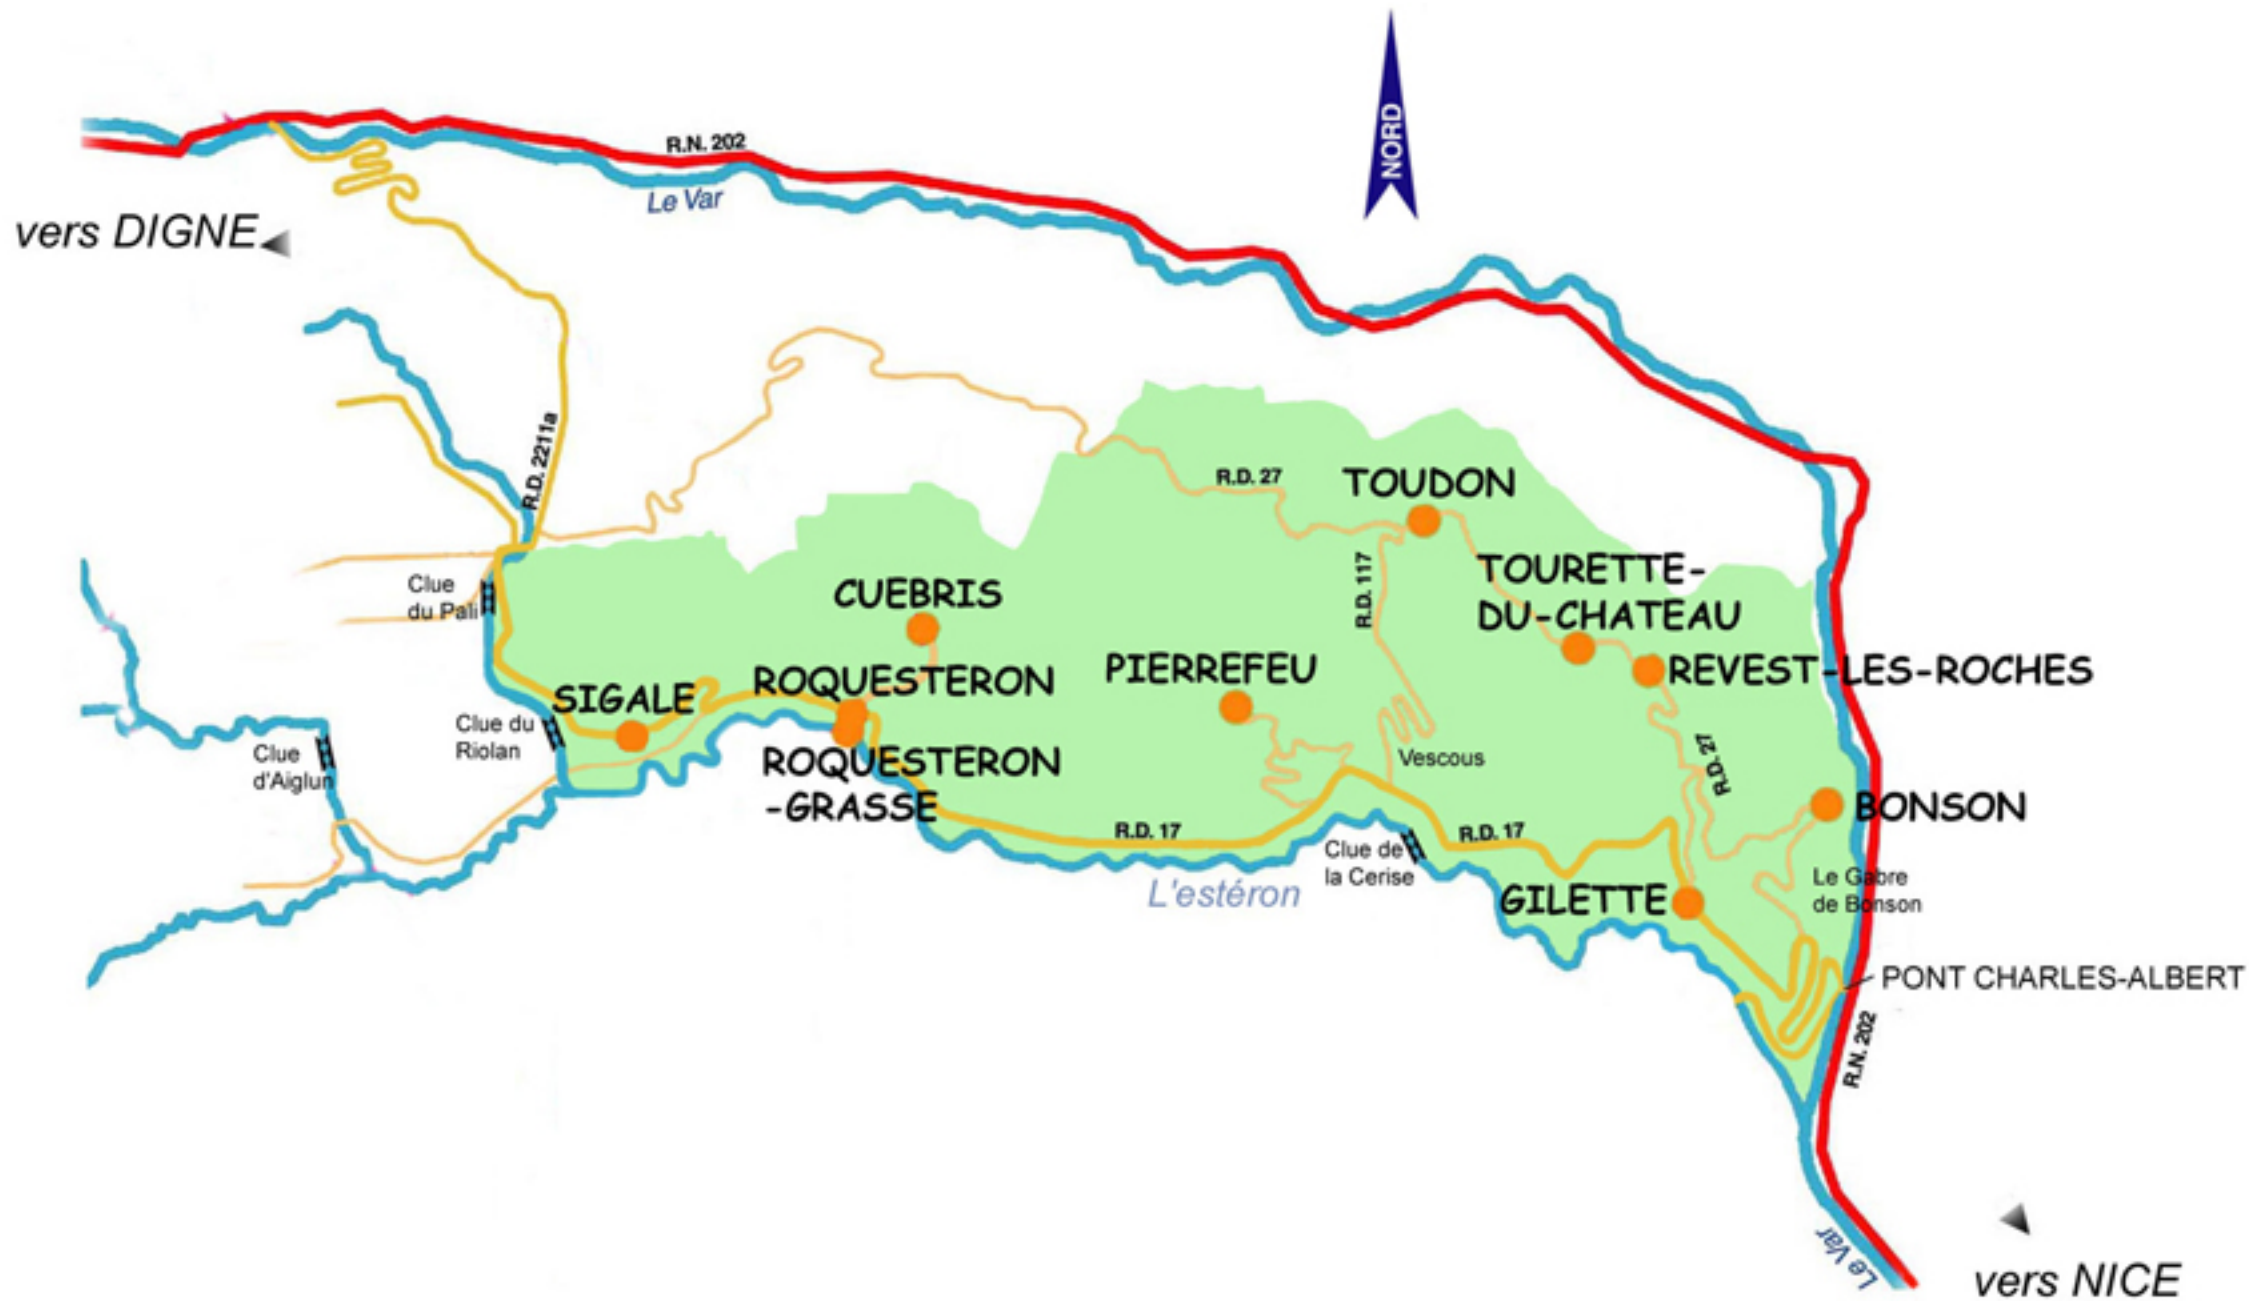 NORD
R.N. 202
Le Var
vers DIGNE
R.D. 2211a
R.D. 27
TOUDON
TOURETTE-
DU-CHATEAU
Clue
du Pali
CUEBRIS
R.D. 117
PIERREFEU
REVEST-LES-ROCHES
SIGALE
ROQUESTERON
Clue du
Riolan
Clue
d'Aiglun
ROQUESTERON
-GRASSE
Vescous
R.D. 27
BONSON
R.D. 17
R.D. 17
Clue de
la Cerise
L'estéron
GILETTE
Le Gabre
de Bonson
PONT CHARLES-ALBERT
R.N. 202
Le Var
vers NICE